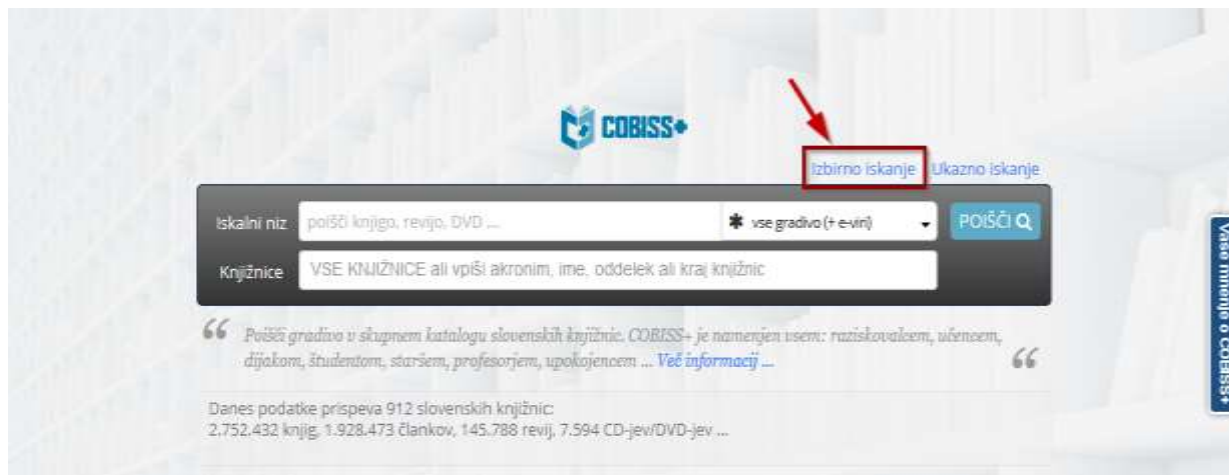 COBISS+
Izbirno iskanje Ukazno iskanje
Iskalni niz poišči knjigo, revijo, DVD ... vse gradivo (+ e-viri) POIŠČI
Knjižnice VSE KNJIŽNICE ali vpiši akronim, ime, oddelek ali kraj knjižnic
“ Poišči gradivo v skupnem katalogu slovenskih knjižnic. COBISS+ je namenjen vsem: raziskovalcem, učencem,
dijakom, študentom, staršem, profesorjem, upokojencem ... Več informacij ... “
Danes podatke prispeva 912 slovenskih knjižnic:
2.752.432 knjig, 1.928.473 člankov, 145.788 revij, 7.594 CD-jev/DVD-jev ...
Vaše mnenje o COBISS+